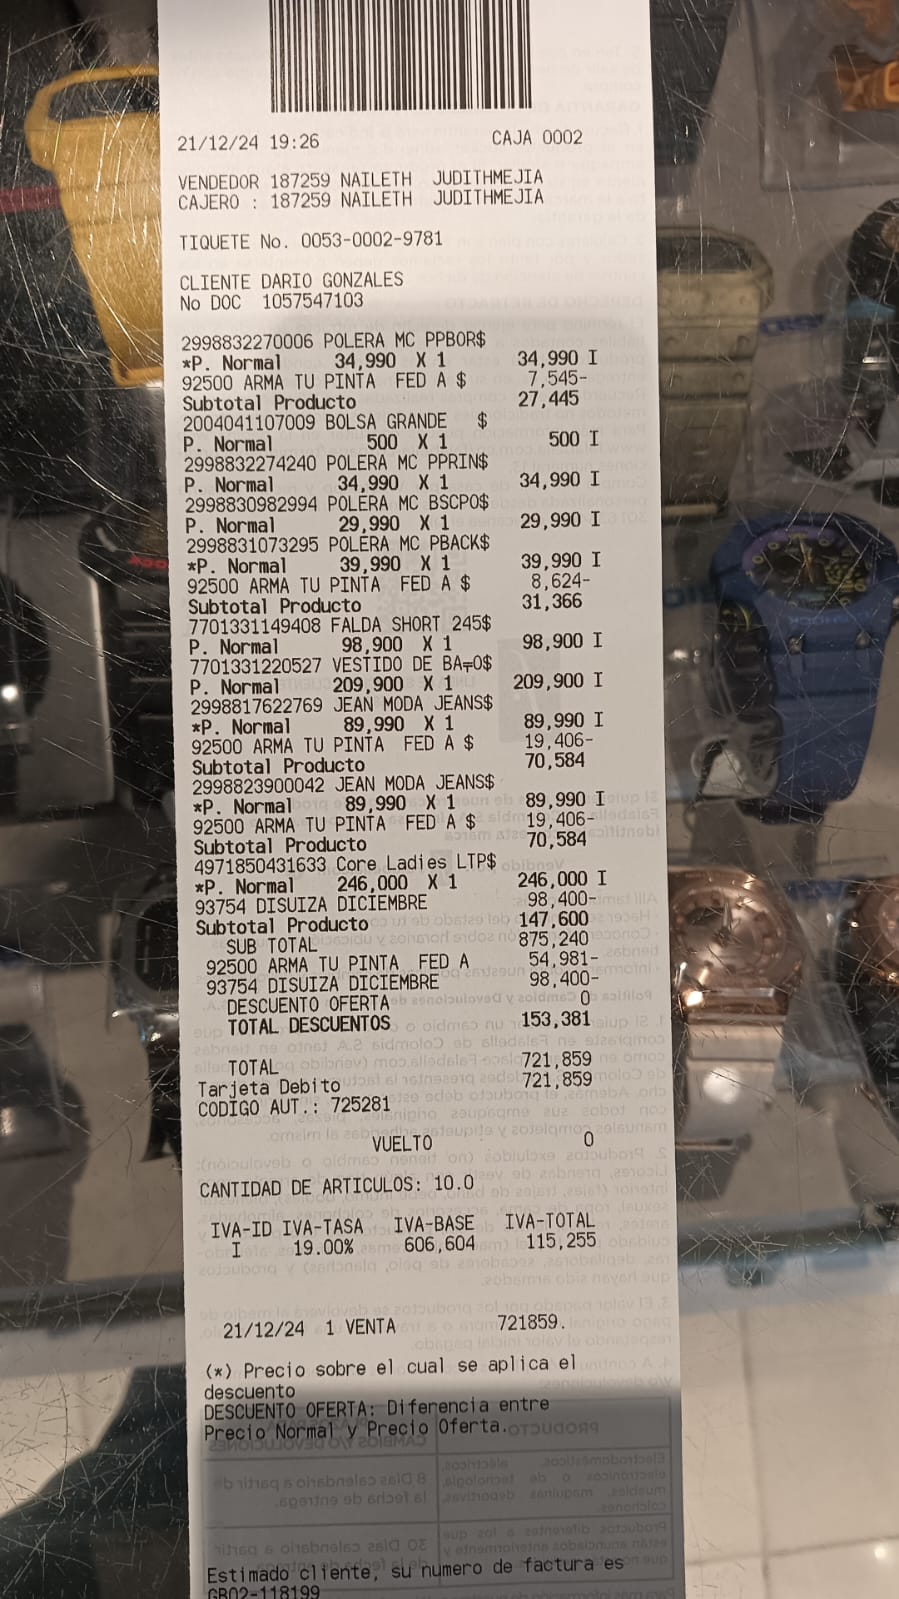 21/12/24 19:26 CAJA 0002
VENDEDOR 187259 NAILETH JUDITHMEJIA
CAJERO : 187259 NAILETH JUDITHMEJIA
TIQUETE No. 0053-0002-9781
CLIENTE DARIO GONZALES
No DOC 1057547103
2998832270006 POLERA MC PPBOR$
*P. Normal 34,990 X 1 34,990 I
92500 ARMA TU PINTA FED A $ 7,545-
Subtotal Producto 27,445
2004041107009 BOLSA GRANDE $
P. Normal 500 X 1 500 I
2998832274240 POLERA MC PPRIN$
P. Normal 34,990 X 1 34,990 I
2998830982994 POLERA MC BSCPO$
P. Normal 29,990 X 1 29,990 I
2998831073295 POLERA MC PBACK$
*P. Normal 39,990 X 1 39,990 I
92500 ARMA TU PINTA FED A $ 8,624-
Subtotal Producto 31,366
7701331149408 FALDA SHORT 245$
P. Normal 98,900 X 1 98,900 I
7701331220527 VESTIDO DE BA╤O$
P. Normal 209,900 X 1 209,900 I
2998817622769 JEAN MODA JEANS$
*P. Normal 89,990 X 1 89,990 I
92500 ARMA TU PINTA FED A $ 19,406-
Subtotal Producto 70,584
2998823900042 JEAN MODA JEANS$
*P. Normal 89,990 X 1 89,990 I
92500 ARMA TU PINTA FED A $ 19,406-
Subtotal Producto 70,584
4971850431633 Core Ladies LTP$
*P. Normal 246,000 X 1 246,000 I
93754 DISUIZA DICIEMBRE 98,400-
Subtotal Producto 147,600
SUB TOTAL 875,240
92500 ARMA TU PINTA FED A 54,981-
93754 DISUIZA DICIEMBRE 98,400-
DESCUENTO OFERTA 0
TOTAL DESCUENTOS 153,381
TOTAL 721,859
Tarjeta Debito 721,859
CODIGO AUT.: 725281
VUELTO 0
CANTIDAD DE ARTICULOS: 10.0
IVA-ID IVA-TASA IVA-BASE IVA-TOTAL
I 19.00% 606,604 115,255
21/12/24 1 VENTA 721859.
(*) Precio sobre el cual se aplica el
descuento
DESCUENTO OFERTA: Diferencia entre
Precio Normal y Precio Oferta.
Estimado cliente, su numero de factura es
GB02-118199